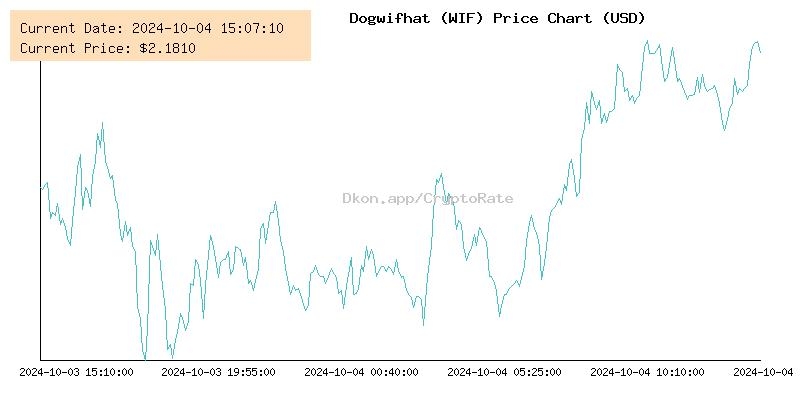 Dogwifhat (WIF) Price Chart (USD)
Current Date: 2024-10-04 15:07:10
Current Price: $2.1810
Dkon.app/CryptoRate
2024-10-03 15:10:00 2024-10-03 19:55:00 2024-10-04 00:40:00 2024-10-04 05:25:00 2024-10-04 10:10:00 2024-10-04